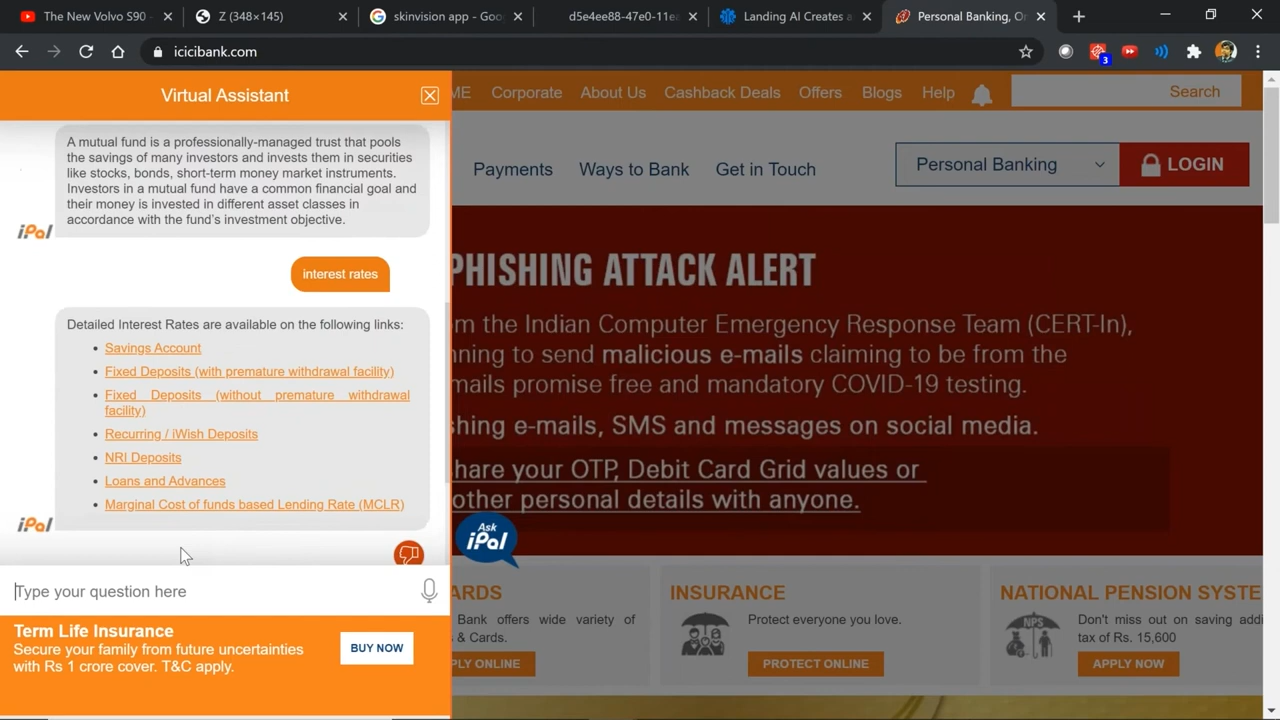 The New Volvo S90 -
Z (348×145)
skinvision app - Goo
d5e4ee88-47e0-11ea
Landing AI Creates a
Personal Banking, On
icicibank.com
3
Virtual Assistant
ME Corporate About Us Cashback Deals Offers Blogs Help Search
Payments Ways to Bank Get in Touch Personal Banking LOGIN
A mutual fund is a professionally-managed trust that pools
the savings of many investors and invests them in securities
like stocks, bonds, short-term money market instruments.
Investors in a mutual fund have a common financial goal and
their money is invested in different asset classes in
accordance with the fund's investment objective.
iPal
interest rates
Detailed Interest Rates are available on the following links:
Savings Account
Fixed Deposits (with premature withdrawal facility)
Fixed Deposits (without premature withdrawal
facility)
Recurring / iWish Deposits
NRI Deposits
Loans and Advances
Marginal Cost of funds based Lending Rate (MCLR)
iPal
Type your question here
Term Life Insurance
Secure your family from future uncertainties
with Rs 1 crore cover. T&C apply.
BUY NOW
PHISHING ATTACK ALERT
om the Indian Computer Emergency Response Team (CERT-In),
nning to send malicious e-mails claiming to be from the
mails promise free and mandatory COVID-19 testing.
shing e-mails, SMS and messages on social media.
hare your OTP, Debit Card Grid values or
other personal details with anyone.
Ask
iPal
ARDS
Bank offers wide variety of
s & Cards.
PLY ONLINE
INSURANCE
Protect everyone you love.
PROTECT ONLINE
NATIONAL PENSION SYSTE
NPS
Don't miss out on saving addi
tax of Rs. 15,600
APPLY NOW